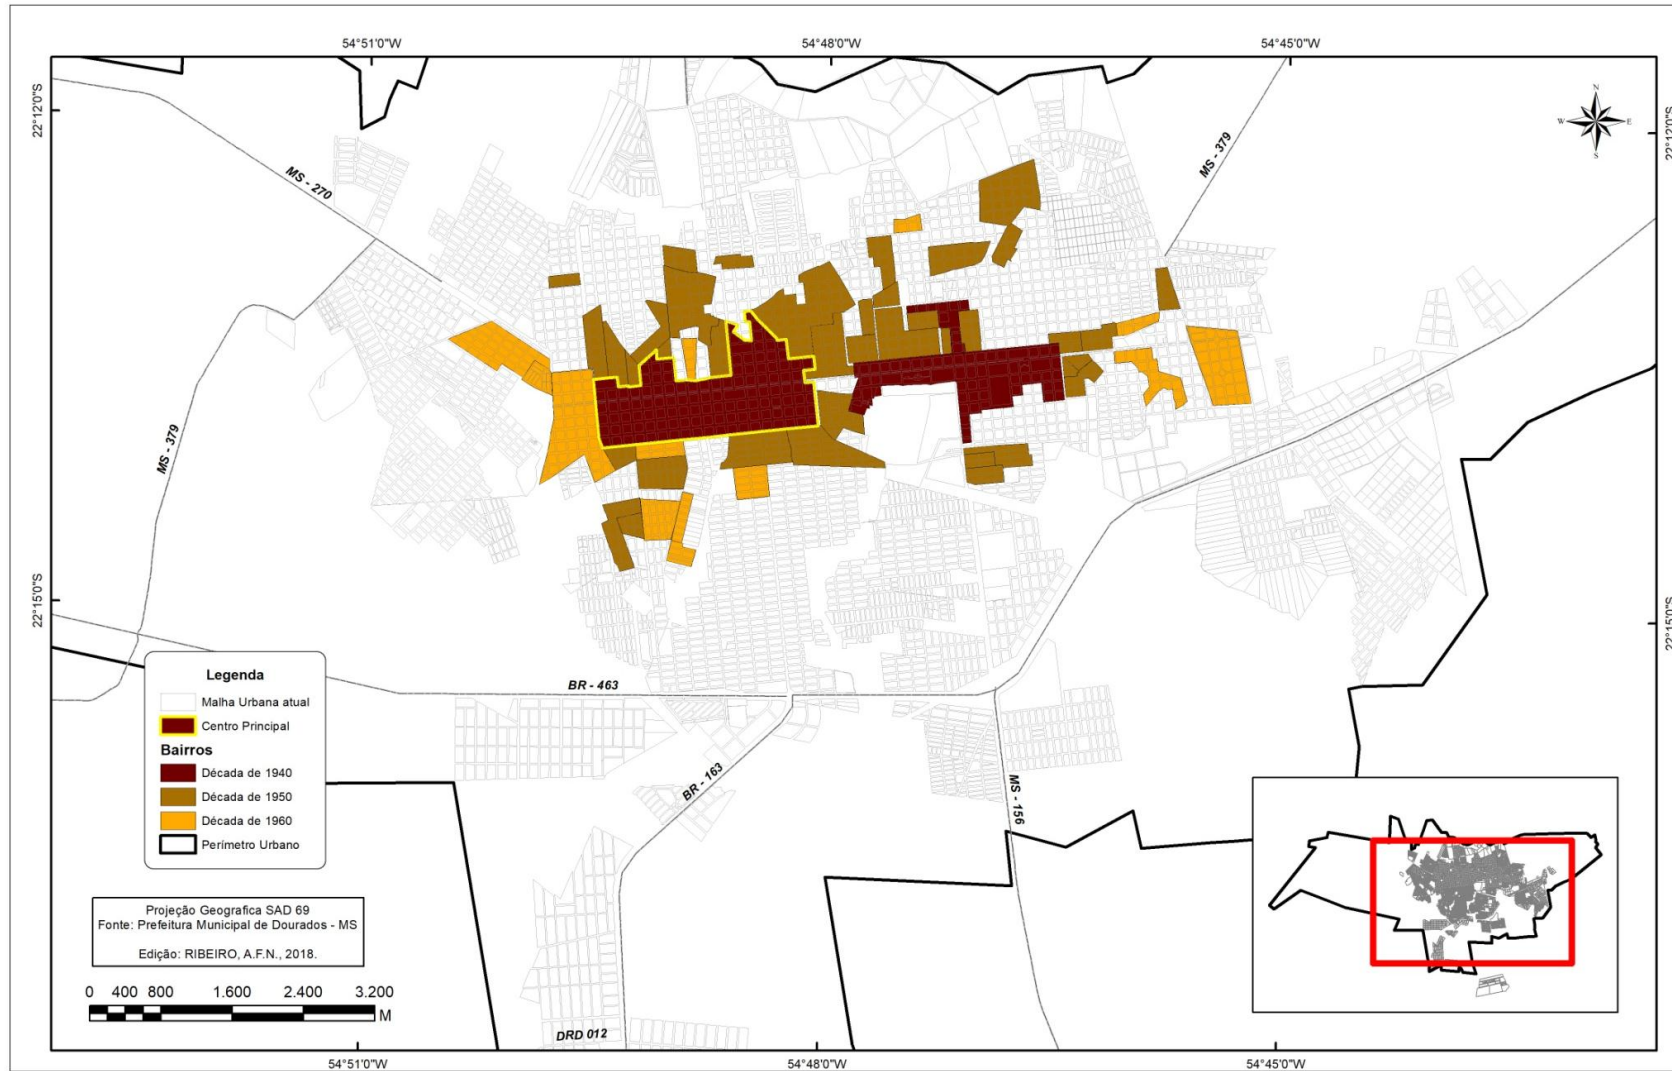 54°51'0"W
54°48'0"W
54°45'0"W
22°12'0"S
22°12'0"S
N
W
E
S
MS - 270
MS - 379
MS - 379
22°15'0"S
22°15'0"S
BR - 463
BR - 163
MS - 156
DRD 012
Legenda
Malha Urbana atual
Centro Principal
Bairros
Década de 1940
Década de 1950
Década de 1960
Perímetro Urbano
Projeção Geografica SAD 69
Fonte: Prefeitura Municipal de Dourados - MS
Edição: RIBEIRO, A.F.N., 2018.
0 400 800 1.600 2.400 3.200
M
54°51'0"W
54°48'0"W
54°45'0"W